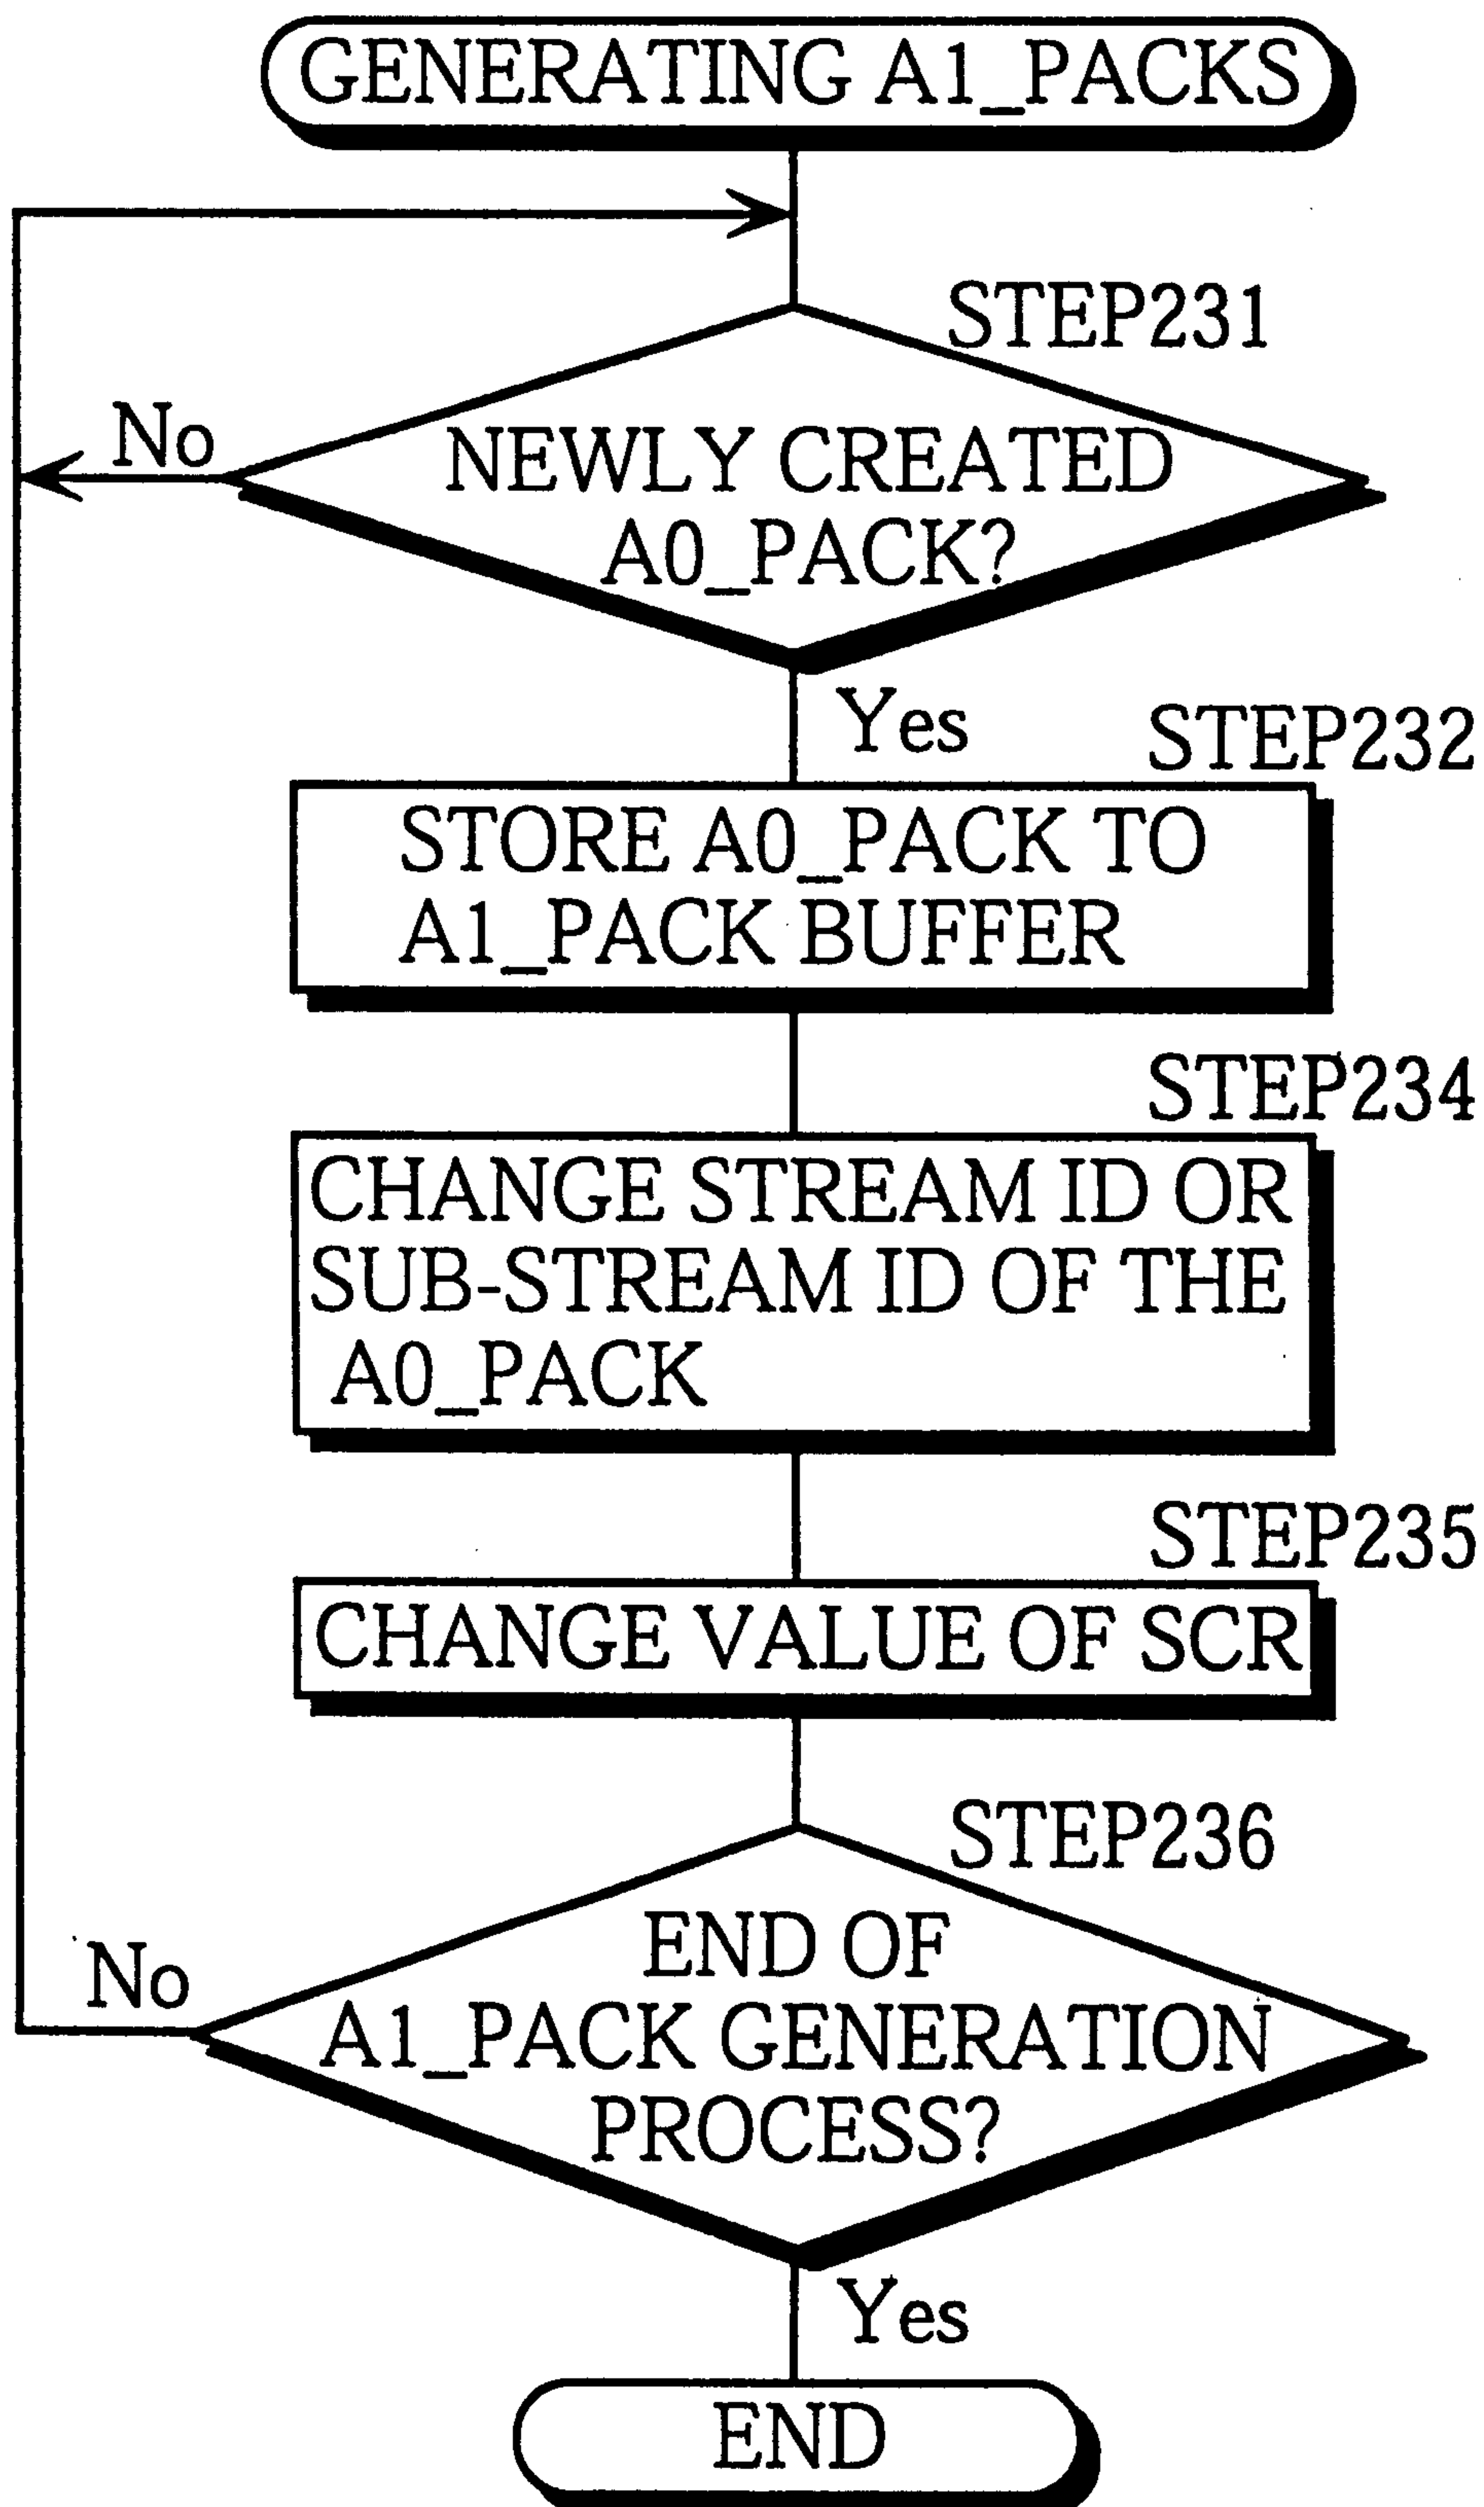 GENERATING A1_PACKS
STEP231
No
NEWLY CREATED
A0_PACK?
Yes
STEP232
STORE A0_PACK TO
A1_PACK BUFFER
STEP234
CHANGE STREAM ID OR
SUB-STREAM ID OF THE
A0_PACK
STEP235
CHANGE VALUE OF SCR
STEP236
No
END OF
A1_PACK GENERATION
PROCESS?
Yes
END